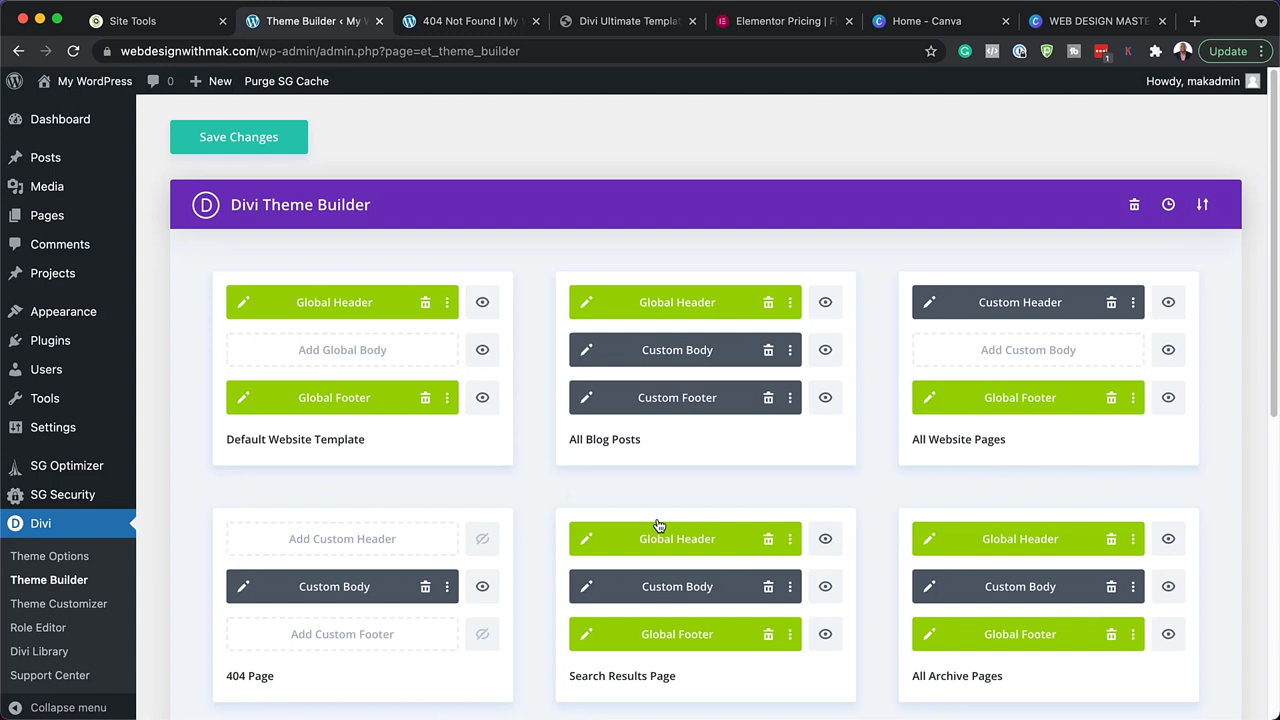 Site Tools
Theme Builder ‹ My W
404 Not Found | My V
Divi Ultimate Templa
Elementor Pricing | F
Home - Canva
WEB DESIGN MAST
webdesignwithmak.com/wp-admin/admin.php?page=et_theme_builder
Update
My WordPress
0
New
Purge SG Cache
Howdy, makadmin
Dashboard
Posts
Media
Pages
Comments
Projects
Appearance
Plugins
Users
Tools
Settings
SG Optimizer
SG Security
Divi
Theme Options
Theme Builder
Theme Customizer
Role Editor
Divi Library
Support Center
Collapse menu
Save Changes
D Divi Theme Builder
Global Header
Add Global Body
Global Footer
Default Website Template
Global Header
Custom Body
Custom Footer
All Blog Posts
Custom Header
Add Custom Body
Global Footer
All Website Pages
Add Custom Header
Custom Body
Add Custom Footer
404 Page
Global Header
Custom Body
Global Footer
Search Results Page
Global Header
Custom Body
Global Footer
All Archive Pages